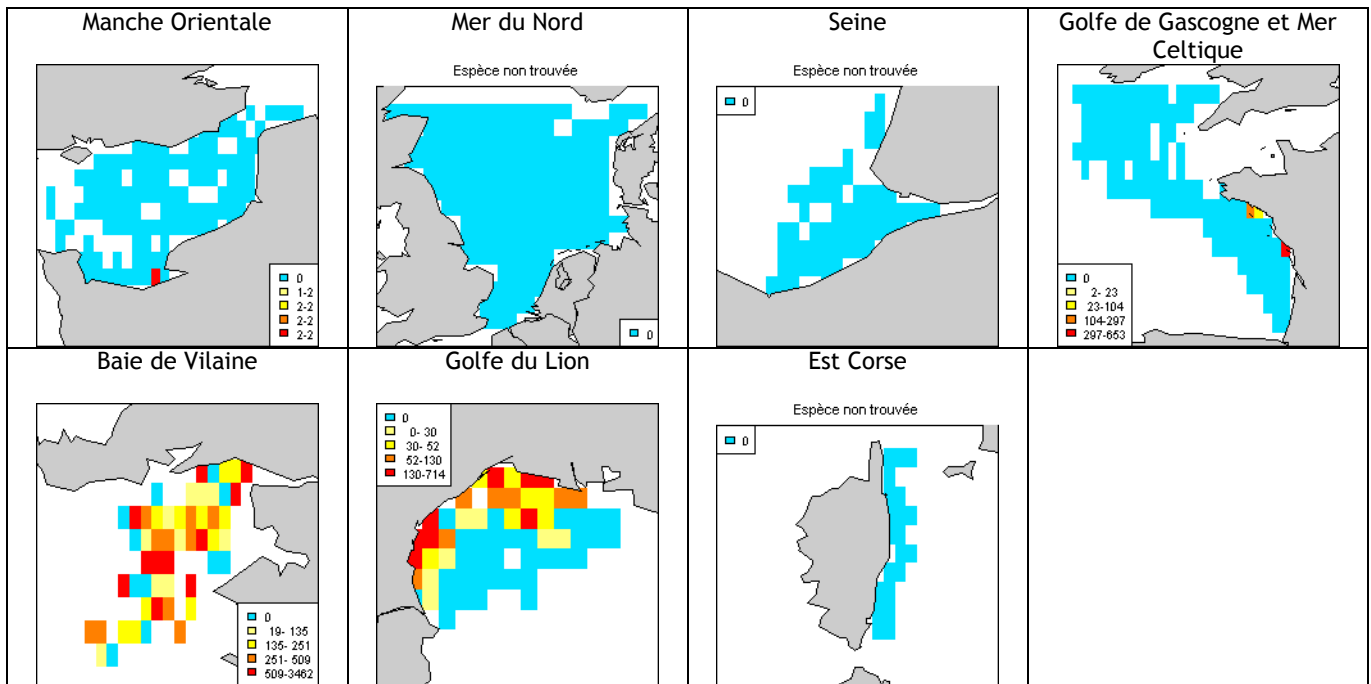 Manche Orientale
0
1-2
2-2
2-2
2-2
Mer du Nord
Espèce non trouvée
0
Seine
Espèce non trouvée
0
Golfe de Gascogne et Mer
Celtique
0
2- 23
23-104
104-297
297-653
Baie de Vilaine
0
19- 135
135- 251
251- 509
509-3462
Golfe du Lion
0
0- 30
30- 52
52-130
130-714
Est Corse
Espèce non trouvée
0